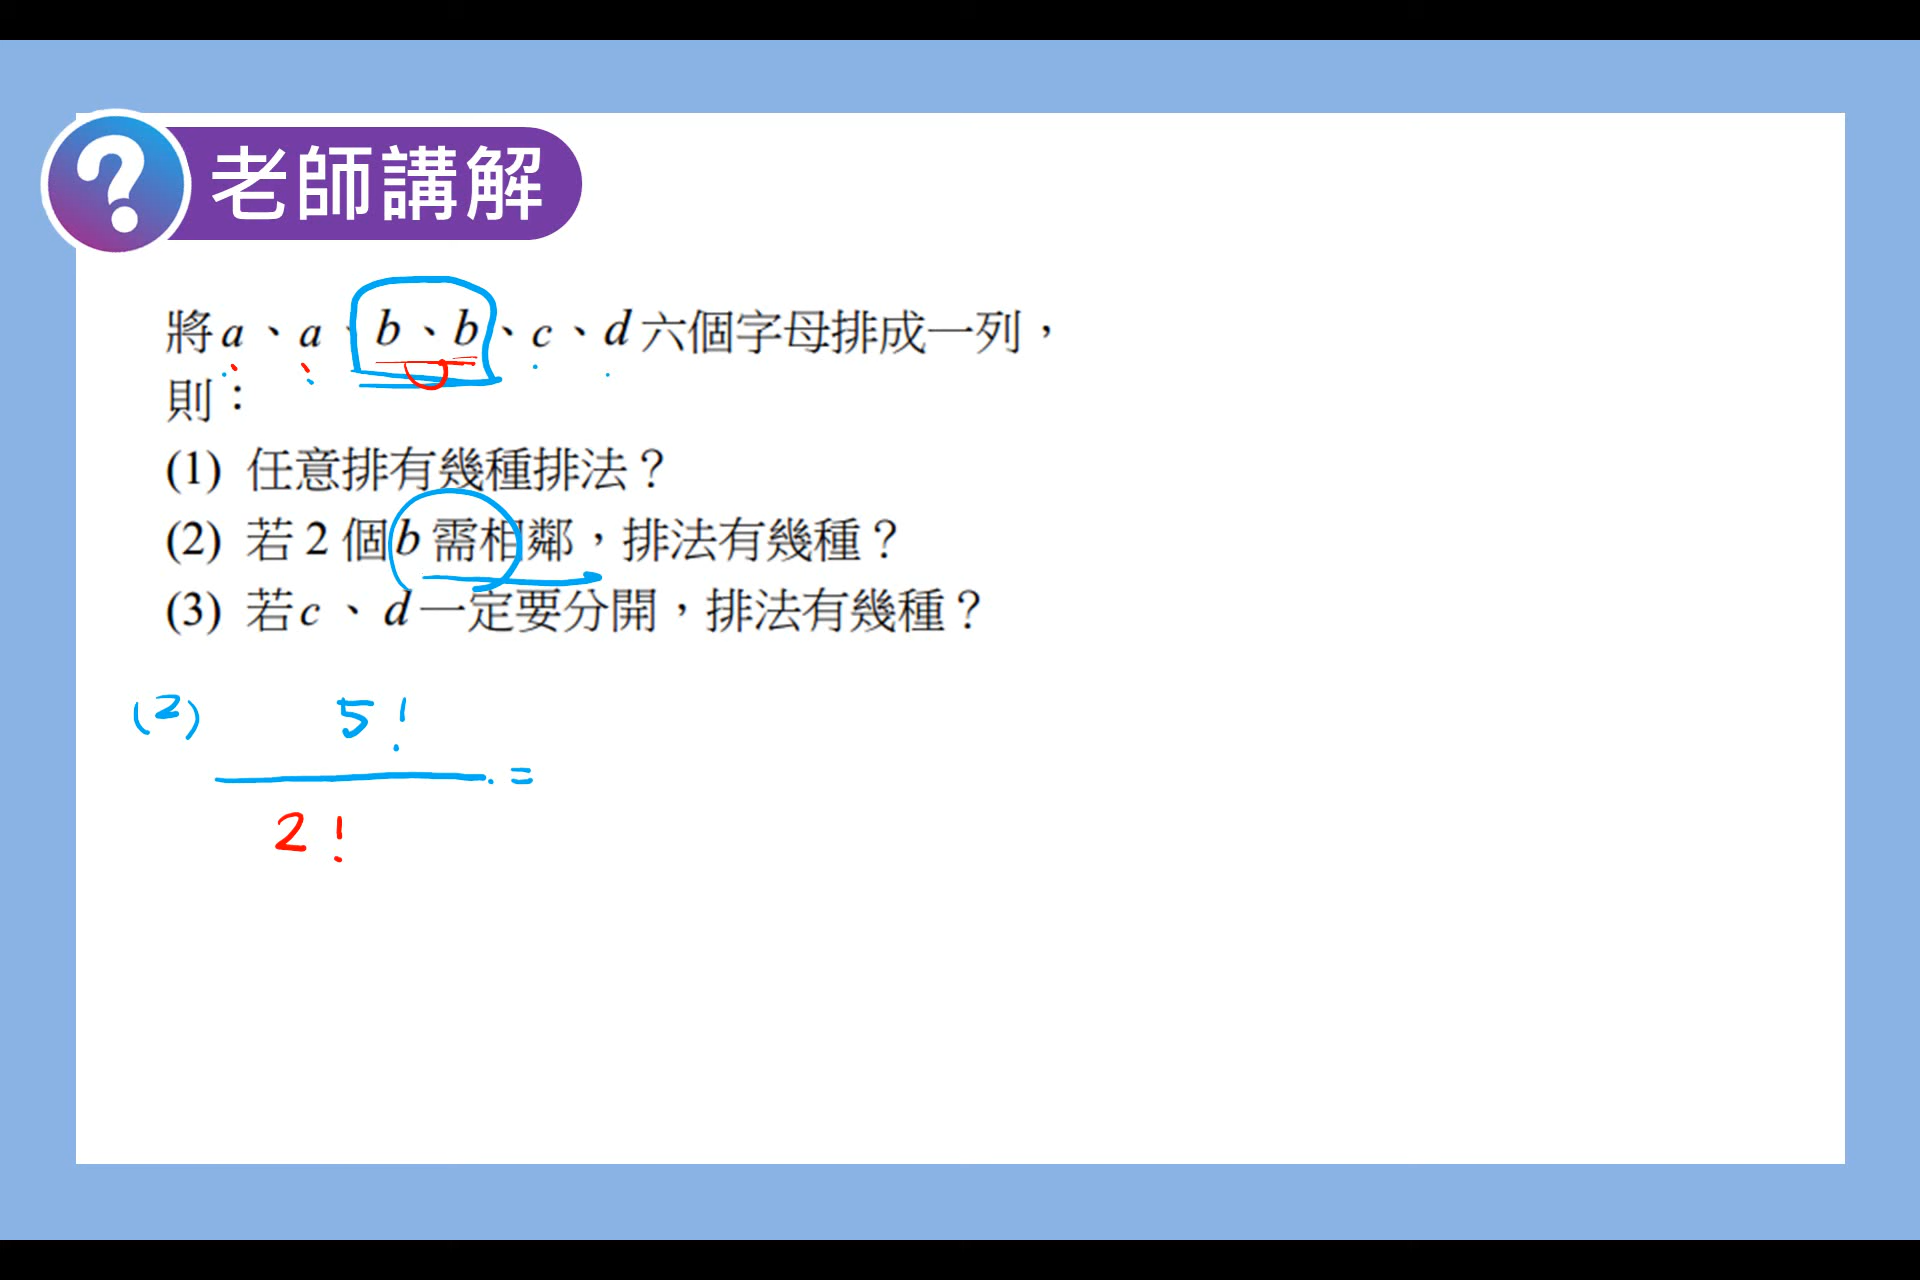 老師講解
將a、a、b、b、c、d六個字母排成一列，
則：
(1) 任意排有幾種排法？
(2) 若2個b需相鄰，排法有幾種？
(3) 若c、d一定要分開，排法有幾種？
(2) 5!
=
2!